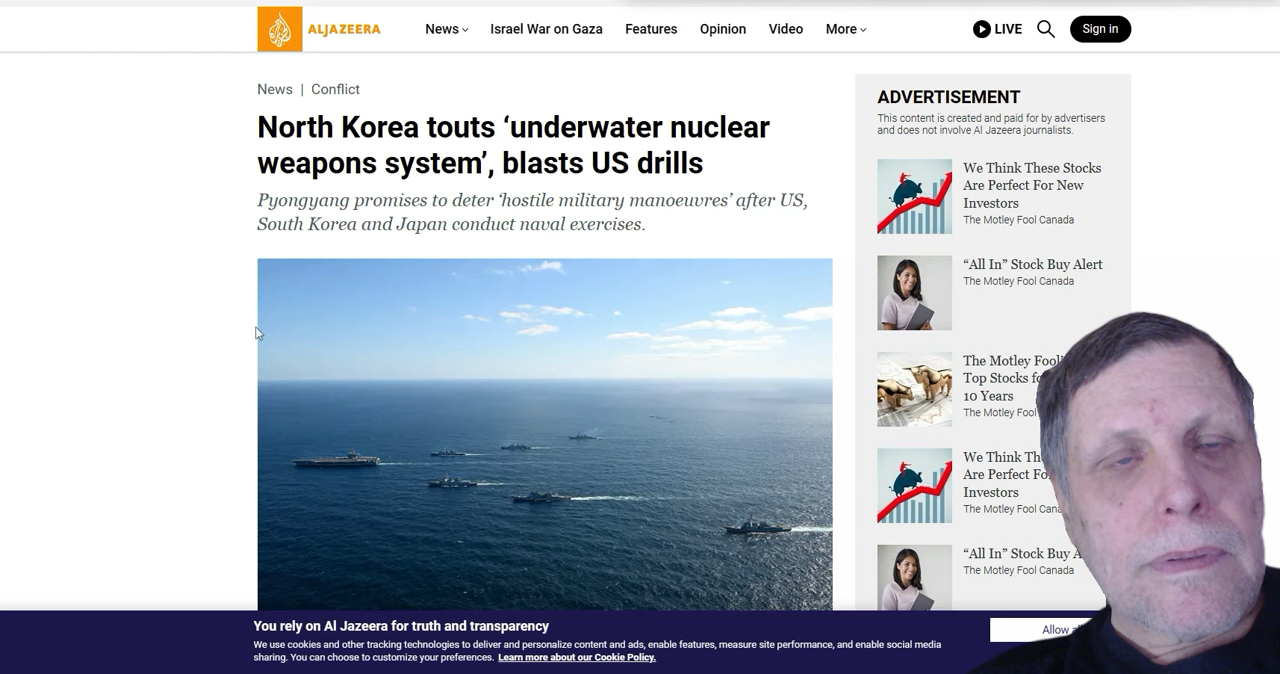 ALJAZEERA
News
Israel War on Gaza
Features
Opinion
Video
More
LIVE
Sign in
News | Conflict
North Korea touts ‘underwater nuclear
weapons system’, blasts US drills
Pyongyang promises to deter ‘hostile military manoeuvres’ after US,
South Korea and Japan conduct naval exercises.
ADVERTISEMENT
This content is created and paid for by advertisers
and does not involve Al Jazeera journalists.
We Think These Stocks
Are Perfect For New
Investors
The Motley Fool Canada
“All In” Stock Buy Alert
The Motley Fool Canada
The Motley
Top Stocks
10 Years
The Motley
We Think
Are Perfect
Investors
The Motley Fool
“All In” Stock Buy
The Motley Fool Canada
You rely on Al Jazeera for truth and transparency
We use cookies and other tracking technologies to deliver and personalize content and ads, enable features, measure site performance, and enable social media
sharing. You can choose to customize your preferences. Learn more about our Cookie Policy.
Allow